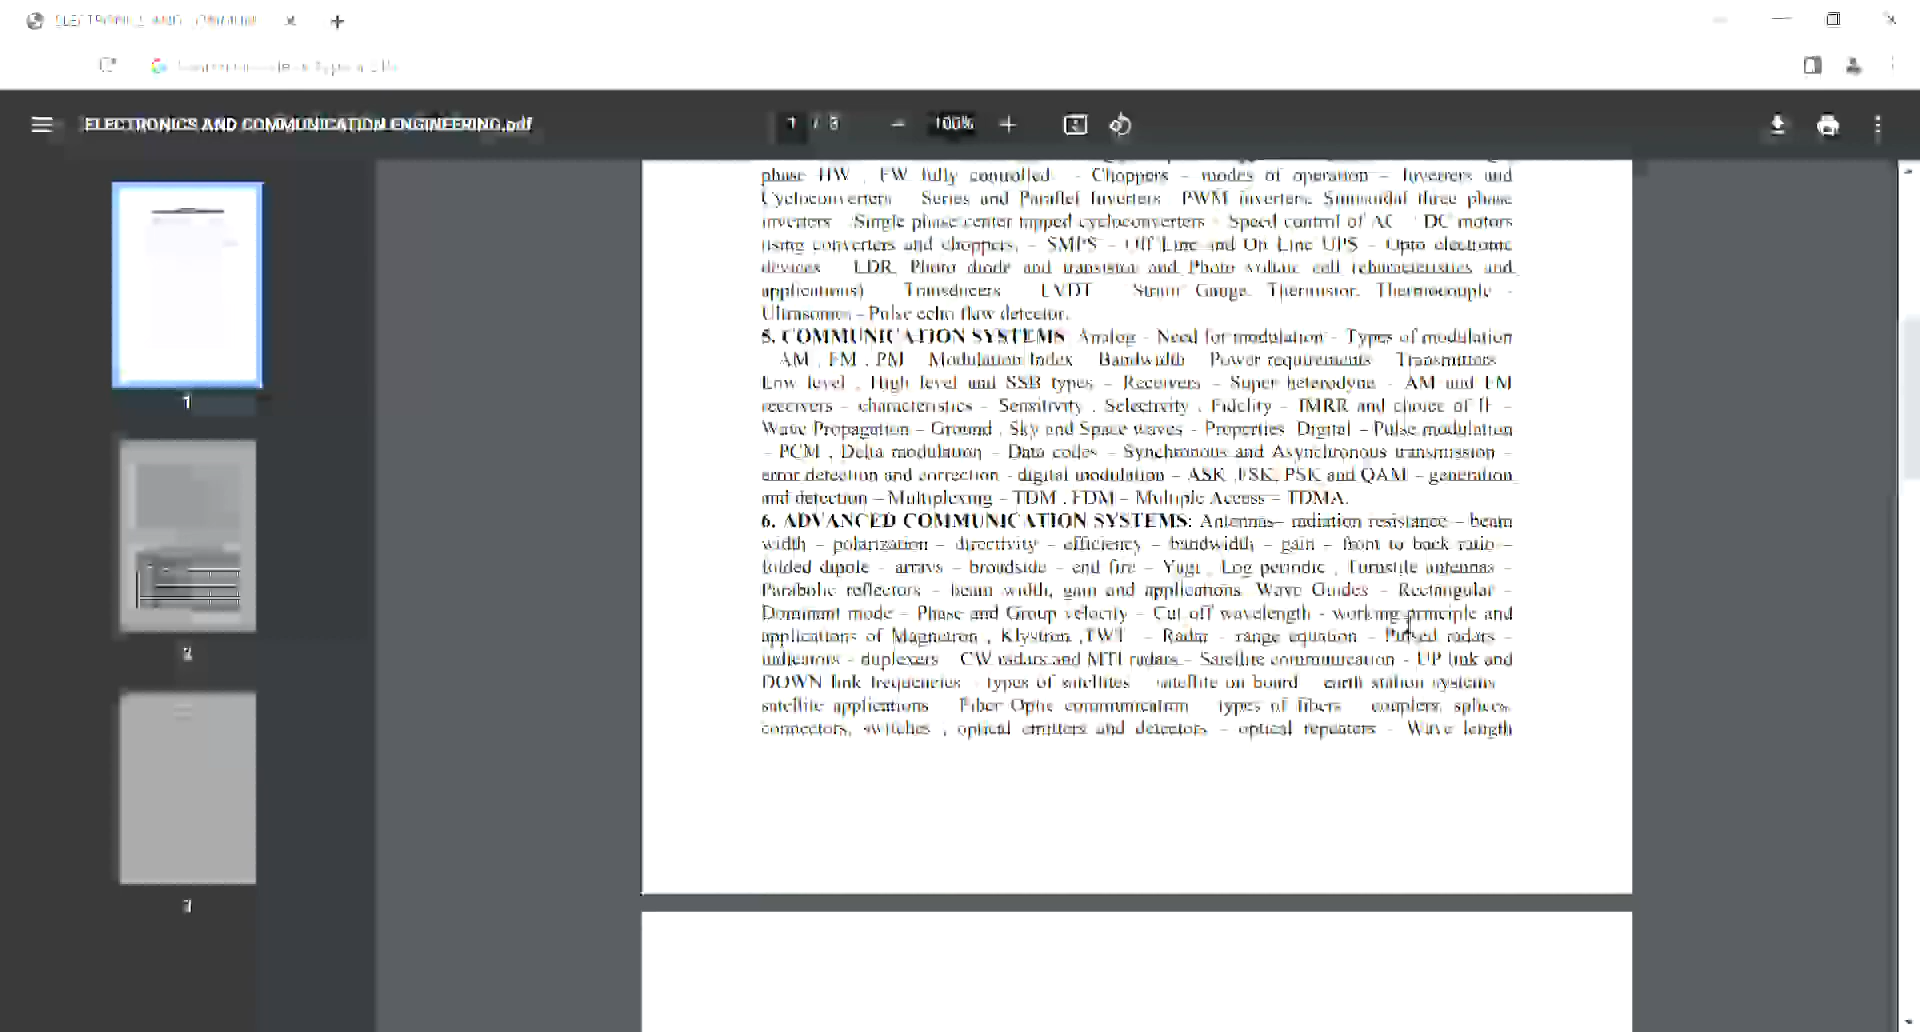 ELECTRONICS AND COMMUNI
ELECTRONICS AND COMMUNICATION ENGINEERING.pdf
1 / 3
100%
phase HW , FW fully controlled - Choppers – modes of operation – Inverters and
Cycloconverters Series and Parallel Inverters PWM inverters. Sinusoidal three phase
inverters Single phase center tapped cycloconverters – Speed control of AC DC motors
using converters and choppers, – SMPS – Off Line and On Line UPS – Opto electronic
devices LDR, Photo diode and transistor and Photo voltaic cell (characteristics and
applications) Transducers LVDT Strain Gauge, Thermistor, Thermocouple -
Ultrasonics – Pulse echo flaw detector.
5. COMMUNICATION SYSTEMS: Analog - Need for modulation – Types of modulation
AM , FM , PM Modulation Index Bandwidth Power requirements Transmitters
Low level , High level and SSB types – Receivers – Super heterodyne - AM and FM
receivers – characteristics – Sensitivity , Selectivity , Fidelity – IMRR and choice of IF –
Wave Propagation – Ground , Sky and Space waves - Properties Digital – Pulse modulation
– PCM , Delta modulation – Data codes – Synchronous and Asynchronous transmission –
error detection and correction - digital modulation – ASK ,FSK, PSK and QAM – generation
and detection – Multiplexing – TDM , FDM – Multiple Access – TDMA.
6. ADVANCED COMMUNICATION SYSTEMS: Antennas– radiation resistance – beam
width – polarization – directivity – efficiency – bandwidth – gain – front to back ratio –
folded dipole – arrays – broadside – end fire – Yagi , Log periodic , Turnstile antennas –
Parabolic reflectors – beam width, gain and applications. Wave Guides – Rectangular –
Dominant mode – Phase and Group velocity – Cut off wavelength - working principle and
applications of Magnetron , Klystron ,TWT – Radar - range equation – Pulsed radars –
indicators - duplexers CW radars and MTI radars – Satellite communication - UP link and
DOWN link frequencies types of satellites satellite on board earth station systems
satellite applications Fiber Optic communication types of fibers couplers, splices,
connectors, switches , optical emitters and detectors – optical repeaters – Wave length
1
2
3